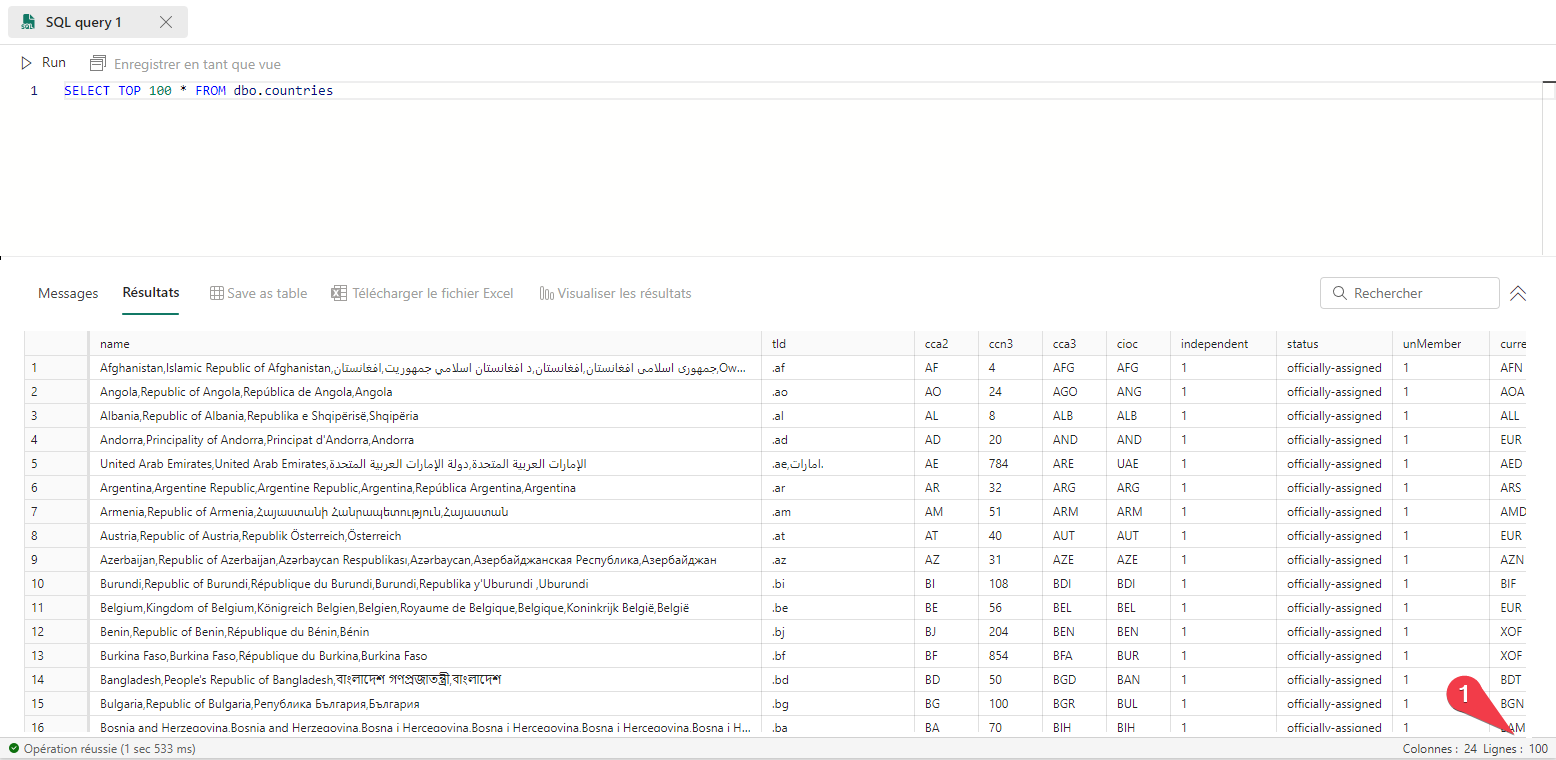 SQL query 1
Run Enregistrer en tant que vue
1 SELECT TOP 100 * FROM dbo.countries
Messages Résultats Save as table Télécharger le fichier Excel Visualiser les résultats Rechercher
name tld cca2 ccn3 cca3 cioc independent status unMember curre
1 Afghanistan,Islamic Republic of Afghanistan,جمهوری اسلامی افغانستان,افغانستان,د افغانستان اسلامي جمهوریت,افغانستان,Ow... .af AF 4 AFG AFG 1 officially-assigned 1 AFN
2 Angola,Republic of Angola,República de Angola,Angola .ao AO 24 AGO ANG 1 officially-assigned 1 AOA
3 Albania,Republic of Albania,Republika e Shqipërisë,Shqipëria .al AL 8 ALB ALB 1 officially-assigned 1 ALL
4 Andorra,Principality of Andorra,Principat d'Andorra,Andorra .ad AD 20 AND AND 1 officially-assigned 1 EUR
5 United Arab Emirates,United Arab Emirates,دولة الإمارات العربية المتحدة,الإمارات العربية المتحدة .ae,امارات. AE 784 ARE UAE 1 officially-assigned 1 AED
6 Argentina,Argentine Republic,Argentine Republic,Argentina,República Argentina,Argentina .ar AR 32 ARG ARG 1 officially-assigned 1 ARS
7 Armenia,Republic of Armenia,Հայաստանի Հանրապետություն,Հայաստան .am AM 51 ARM ARM 1 officially-assigned 1 AMD
8 Austria,Republic of Austria,Republik Österreich,Österreich .at AT 40 AUT AUT 1 officially-assigned 1 EUR
9 Azerbaijan,Republic of Azerbaijan,Azərbaycan Respublikası,Azərbaycan,Азербайджанская Республика,Азербайджан .az AZ 31 AZE AZE 1 officially-assigned 1 AZN
10 Burundi,Republic of Burundi,République du Burundi,Burundi,Republika y'Uburundi ,Uburundi .bi BI 108 BDI BDI 1 officially-assigned 1 BIF
11 Belgium,Kingdom of Belgium,Königreich Belgien,Belgien,Royaume de Belgique,Belgique,Koninkrijk België,België .be BE 56 BEL BEL 1 officially-assigned 1 EUR
12 Benin,Republic of Benin,République du Bénin,Bénin .bj BJ 204 BEN BEN 1 officially-assigned 1 XOF
13 Burkina Faso,Burkina Faso,République du Burkina,Burkina Faso .bf BF 854 BFA BUR 1 officially-assigned 1 XOF
14 Bangladesh,People's Republic of Bangladesh,বাংলাদেশ গণপ্রজাতন্ত্রী,বাংলাদেশ .bd BD 50 BGD BAN 1 officially-assigned 1 BDT
15 Bulgaria,Republic of Bulgaria,Република България,България .bg BG 100 BGR BUL 1 officially-assigned 1 BGN
1
16 Bosnia and Herzegovina,Bosnia and Herzegovina,Bosna i Hercegovina,Bosna i Hercegovina,Bosna i Hercegovina,Bosna i H... .ba BA 70 BIH BIH 1 officially-assigned 1 BAM
Opération réussie (1 sec 533 ms) Colonnes : 24 Lignes : 100